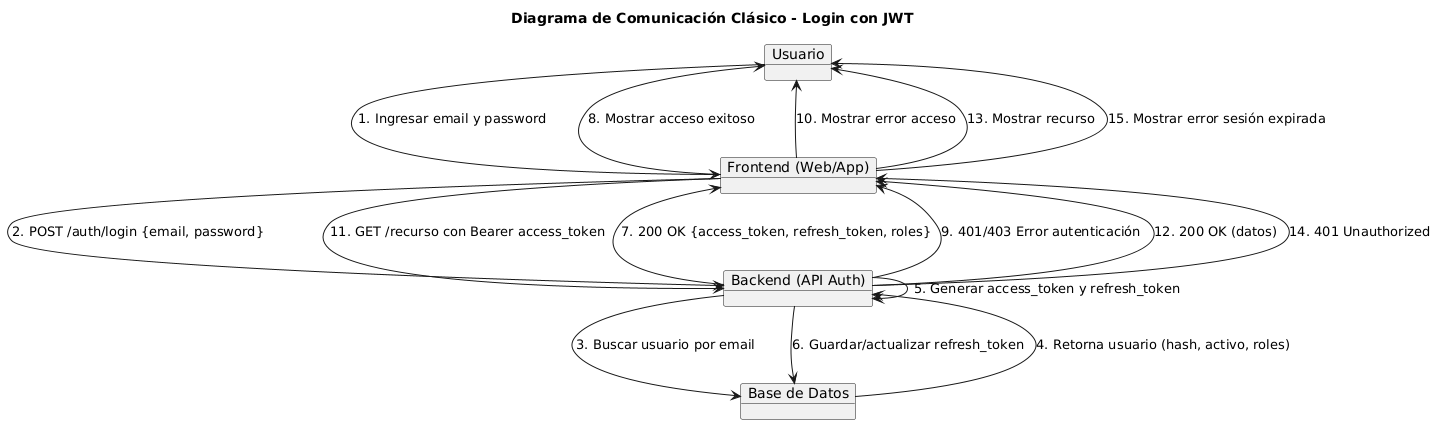 Diagrama de Comunicación Clásico - Login con JWT
Usuario
1. Ingresar email y password
8. Mostrar acceso exitoso
10. Mostrar error acceso
13. Mostrar recurso
15. Mostrar error sesión expirada
Frontend (Web/App)
2. POST /auth/login {email, password}
11. GET /recurso con Bearer access_token
7. 200 OK {access_token, refresh_token, roles}
9. 401/403 Error autenticación
12. 200 OK (datos)
14. 401 Unauthorized
Backend (API Auth)
5. Generar access_token y refresh_token
3. Buscar usuario por email
6. Guardar/actualizar refresh_token
4. Retorna usuario (hash, activo, roles)
Base de Datos